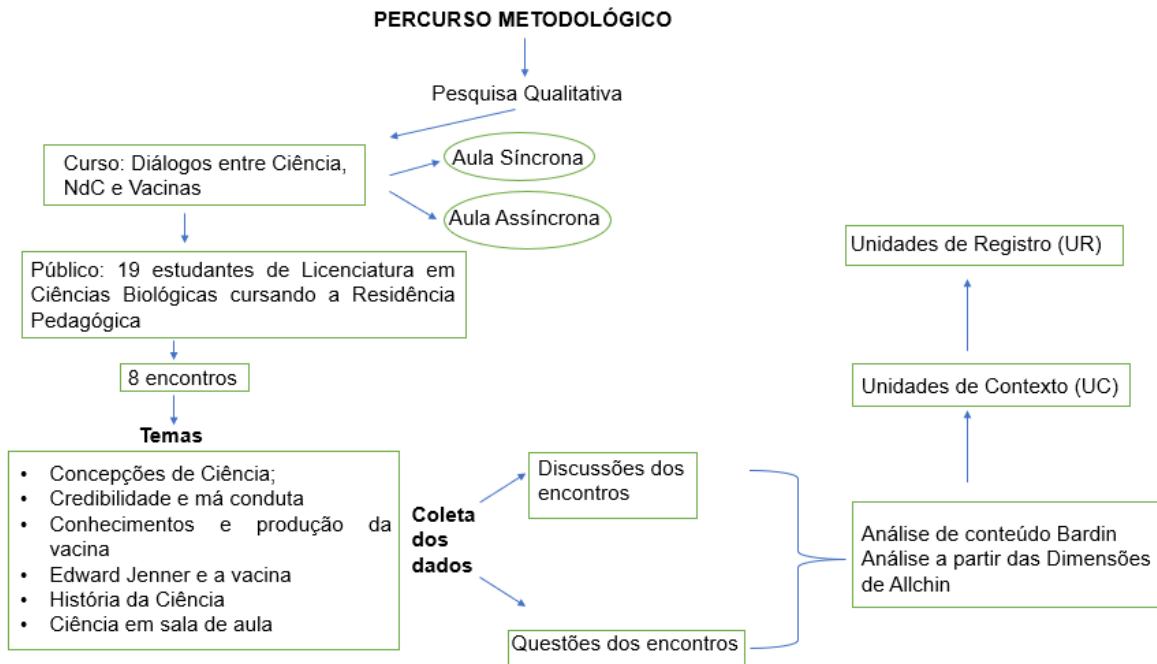 PERCURSO METODOLÓGICO
Pesquisa Qualitativa
Curso: Diálogos entre Ciência,
NdC e Vacinas
Aula Síncrona
Aula Assíncrona
Público: 19 estudantes de Licenciatura em
Ciências Biológicas cursando a Residência
Pedagógica
8 encontros
Temas
• Concepções de Ciência;
• Credibilidade e má conduta
• Conhecimentos e produção da
vacina
• Edward Jenner e a vacina
• História da Ciência
• Ciência em sala de aula
Coleta
dos
dados
Discussões dos
encontros
Questões dos encontros
Análise de conteúdo Bardin
Análise a partir das Dimensões
de Allchin
Unidades de Contexto (UC)
Unidades de Registro (UR)